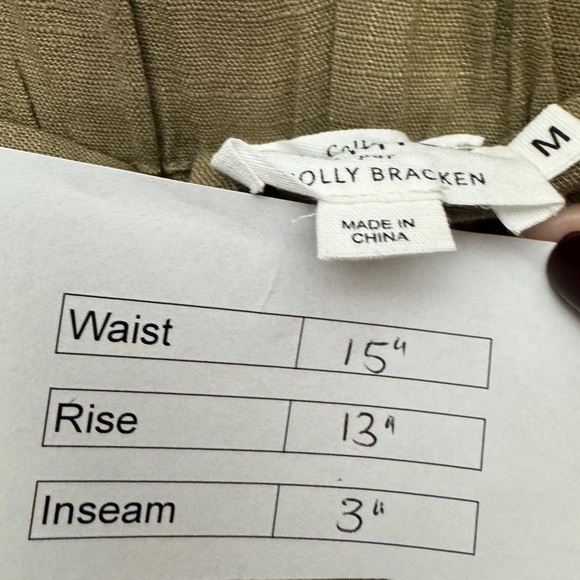 OLLY BRACKEN
M
MADE IN
CHINA
Waist 15"
Rise 13"
Inseam 3"